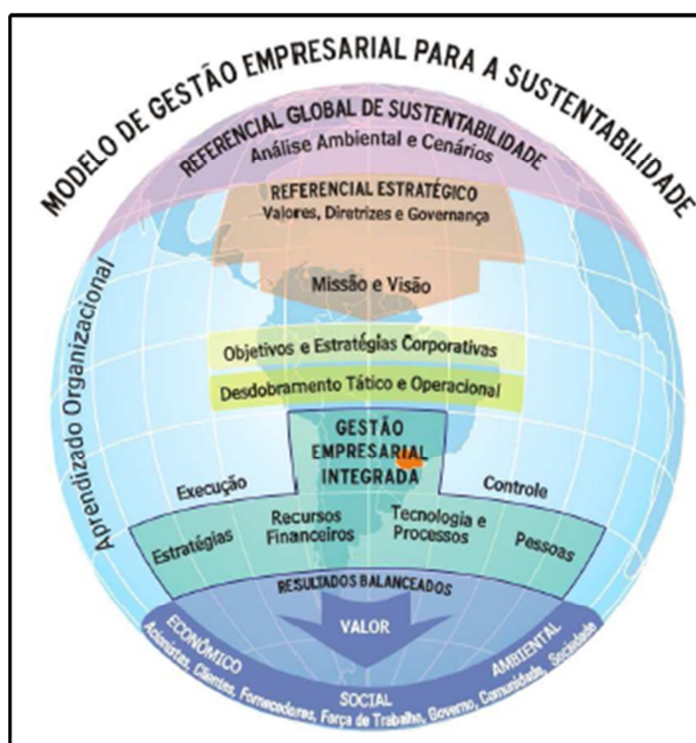 MODELO DE GESTÃO EMPRESARIAL PARA A SUSTENTABILIDADE
REFERENCIAL GLOBAL DE SUSTENTABILIDADE
Análise Ambiental e Cenários
REFERENCIAL ESTRATÉGICO
Valores, Diretrizes e Governança
Missão e Visão
Aprendizado Organizacional
Objetivos e Estratégias Corporativas
Desdobramento Tático e Operacional
GESTÃO
EMPRESARIAL
INTEGRADA
Execução
Controle
Estratégias
Recursos
Financeiros
Tecnologia e
Processos
Pessoas
RESULTADOS BALANCEADOS
VALOR
ECONÔMICO
SOCIAL
AMBIENTAL
Acionistas, Clientes, Fornecedores, Força de Trabalho, Governo, Comunidade, Sociedade